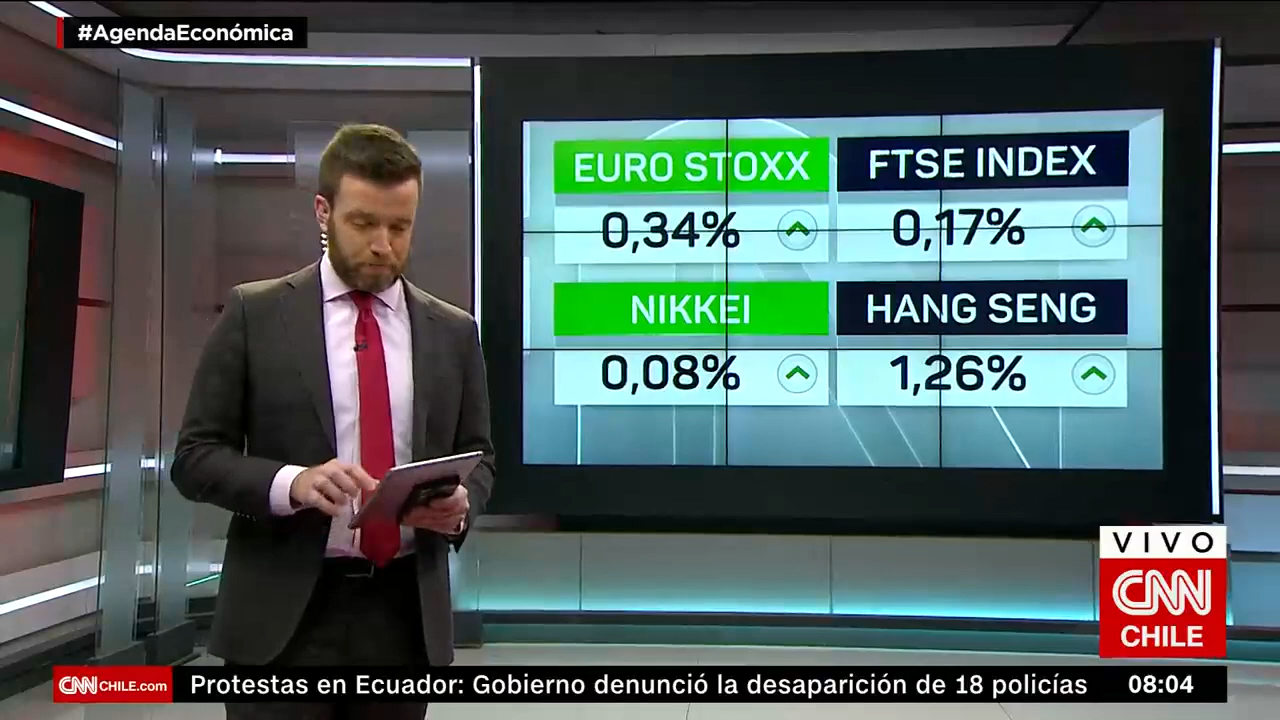 #AgendaEconómica
EURO STOXX
FTSE INDEX
0,34%
0,17%
NIKKEI
HANG SENG
0,08%
1,26%
VIVO
CNN
CHILE
CNNCHILE.com
Protestas en Ecuador: Gobierno denunció la desaparición de 18 policías
08:04